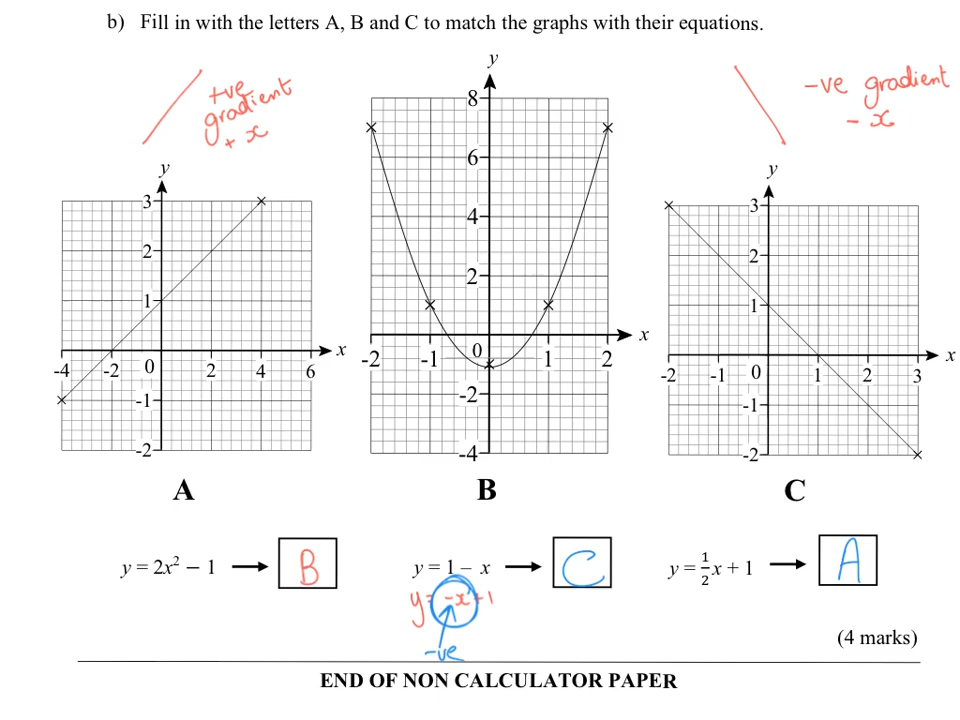 b) Fill in with the letters A, B and C to match the graphs with their equations.
+ve
gradient
+ x
-ve gradient
- x
y
3
2
1
-4 -2 0 2 4 6 x
-1
-2
y
8
6
4
2
-2 -1 0 1 2 x
-2
-4
y
3
2
1
-2 -1 0 1 2 3 x
-1
-2
A B C
y = 2x² − 1 → B
y = 1 − x → C
y = ½x + 1 → A
y = -x + 1
-ve
(4 marks)
END OF NON CALCULATOR PAPER